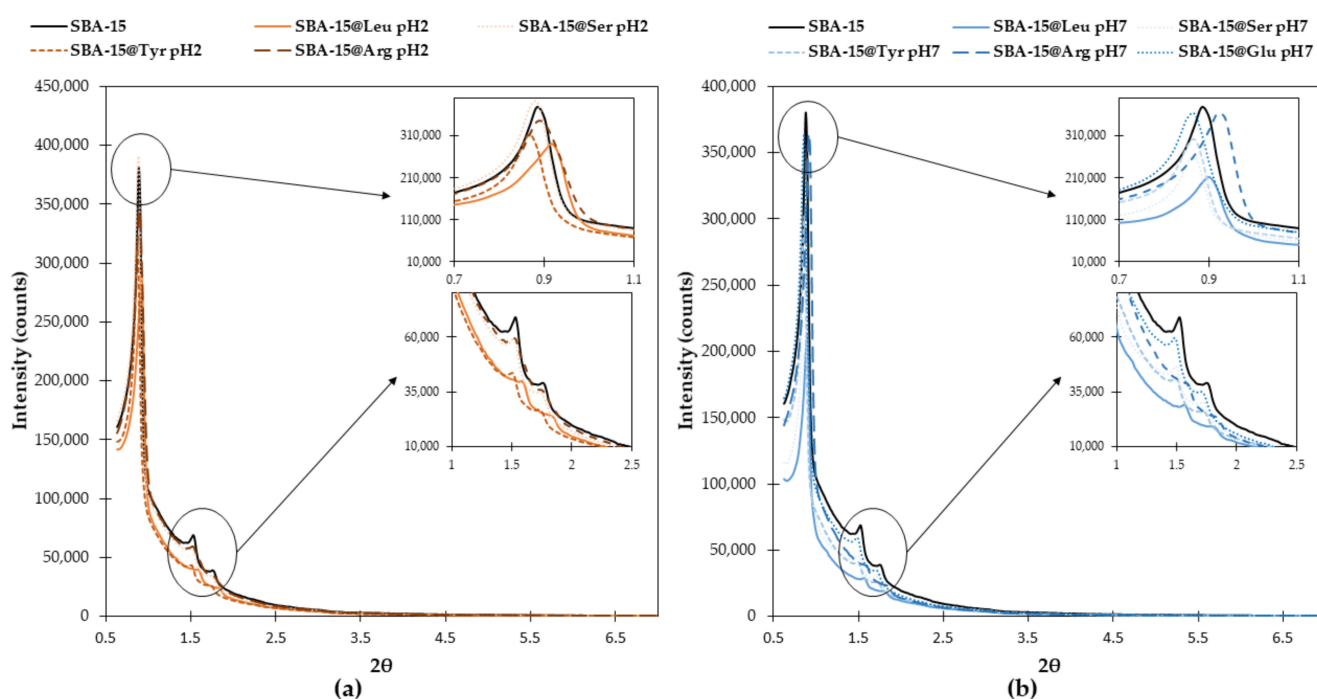 SBA-15 SBA-15@Leu pH2 SBA-15@Ser pH2
SBA-15@Tyr pH2 SBA-15@Arg pH2
450,000
400,000
350,000
300,000
250,000
200,000
150,000
100,000
50,000
0
Intensity (counts)
0.5 1.5 2.5 3.5 4.5 5.5 6.5
2θ
(a)
310,000
210,000
110,000
10,000
0.7 0.9 1.1
60,000
35,000
10,000
1 1.5 2 2.5
SBA-15 SBA-15@Leu pH7 SBA-15@Ser pH7
SBA-15@Tyr pH7 SBA-15@Arg pH7 SBA-15@Glu pH7
400,000
350,000
300,000
250,000
200,000
150,000
100,000
50,000
0
Intensity (counts)
0.5 1.5 2.5 3.5 4.5 5.5 6.5
2θ
(b)
310,000
210,000
110,000
10,000
0.7 0.9 1.1
60,000
35,000
10,000
1 1.5 2 2.5